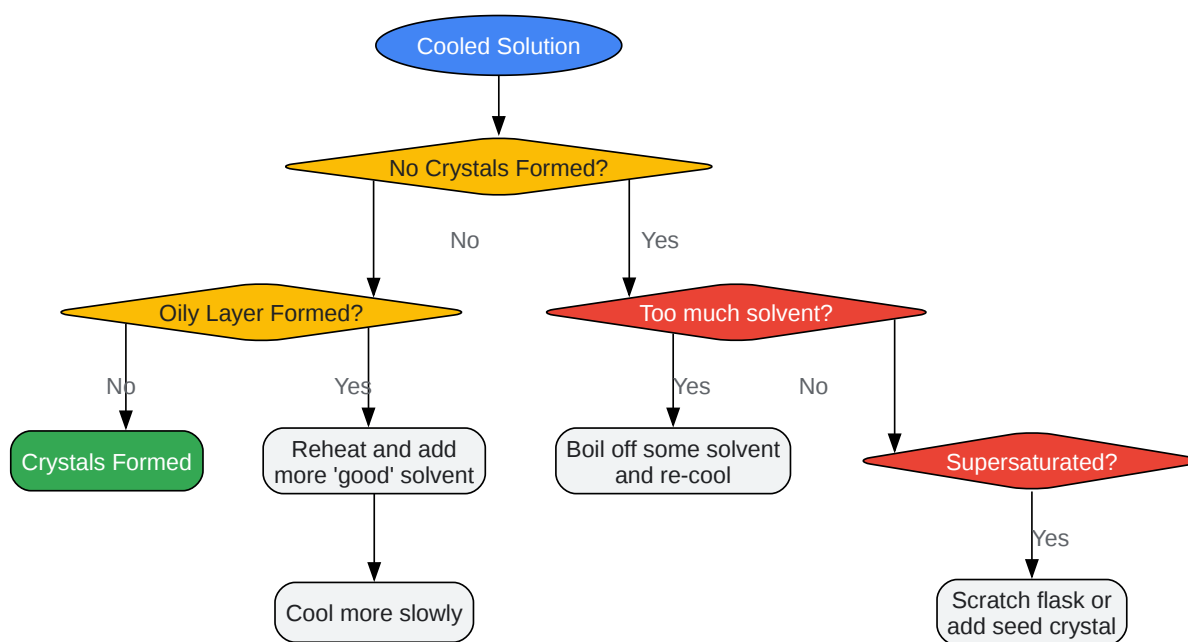 Cooled Solution
No Crystals Formed?
No
Yes
Oily Layer Formed?
Too much solvent?
No
Yes
Yes
No
Crystals Formed
Reheat and add
more 'good' solvent
Boil off some solvent
and re-cool
Supersaturated?
Yes
Cool more slowly
Scratch flask or
add seed crystal